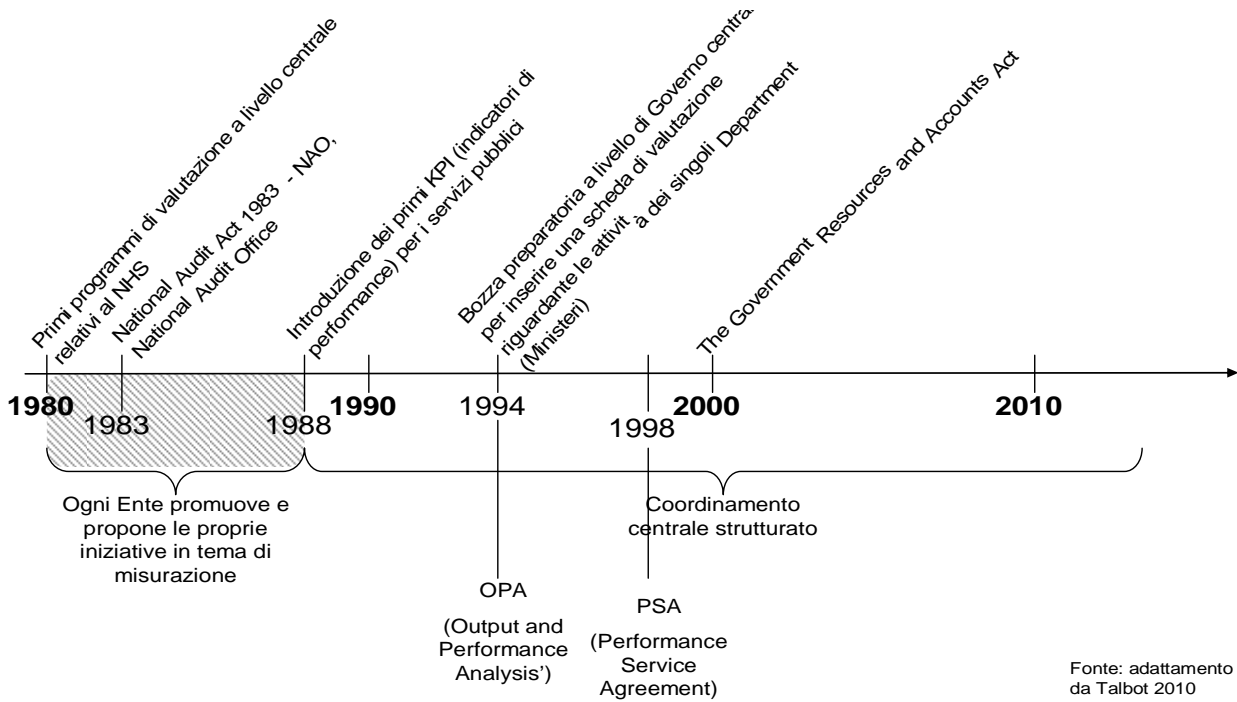 Primi programmi di valutazione a livello centrale
relativi al NHS
National Audit Act 1983 - NAO,
National Audit Office
Introduzione dei primi KPI (indicatori di
performance) per i servizi pubblici
Bozza preparatoria a livello di Governo central
per inserire una scheda di valutazione
riguardante le attivit à dei singoli Department
(Ministeri)
The Government Resources and Accounts Act
1980
1983
1988
1990
1994
1998
2000
2010
Ogni Ente promuove e
propone le proprie
iniziative in tema di
misurazione
Coordinamento
centrale strutturato
OPA
(Output and
Performance
Analysis')
PSA
(Performance
Service
Agreement)
Fonte: adattamento
da Talbot 2010